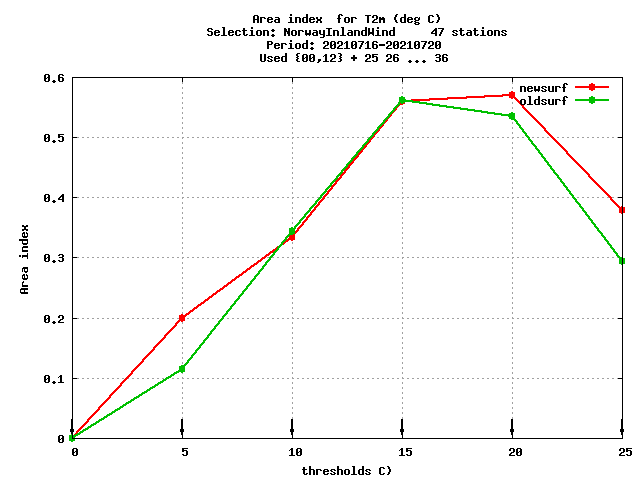 Area index  for T2m (deg C)
Selection: NorwayInlandWind     47 stations
Period: 20210716-20210720
Used {00,12} + 25 26 ... 36
newsurf
oldsurf
0.6
0.5
0.4
0.3
0.2
0.1
0
Area index
0 5 10 15 20 25
thresholds C)